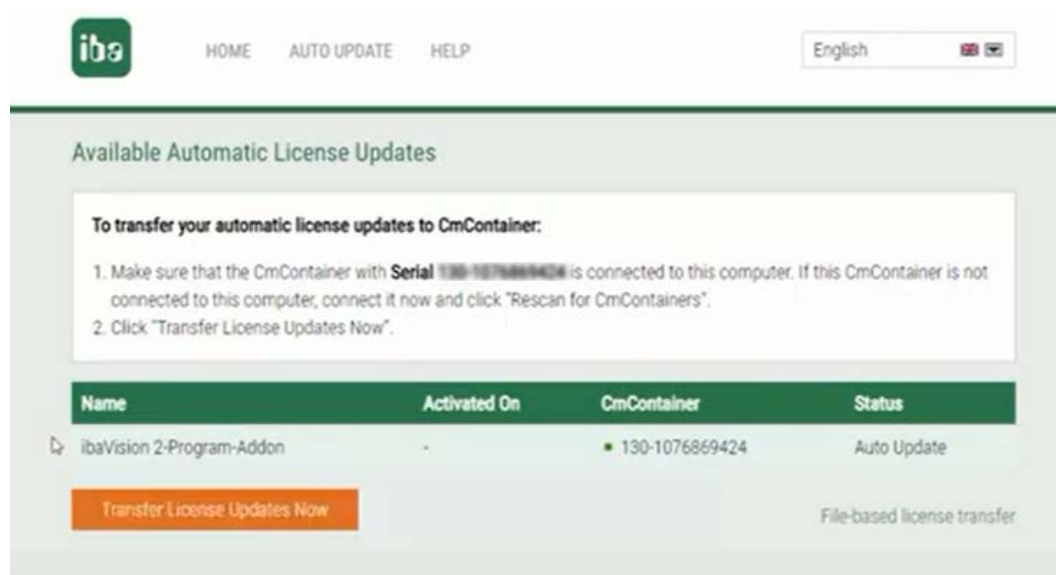 iba
HOME AUTO UPDATE HELP
English
Available Automatic License Updates
To transfer your automatic license updates to CmContainer:
1. Make sure that the CmContainer with Serial is connected to this computer. If this CmContainer is not
connected to this computer, connect it now and click "Rescan for CmContainers".
2. Click "Transfer License Updates Now".
Name Activated On CmContainer Status
ibaVision 2-Program-Addon - 130-1076869424 Auto Update
Transfer License Updates Now
File-based license transfer